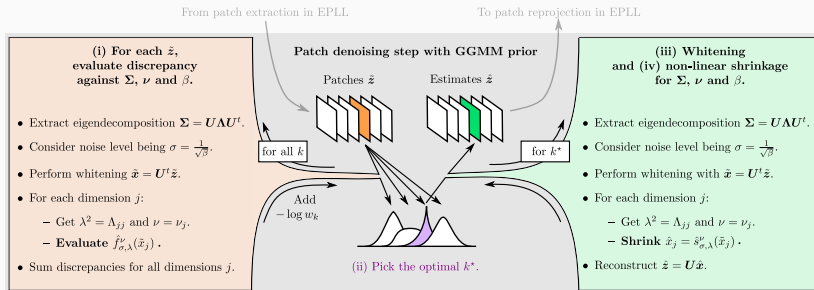 From patch extraction in EPLL
To patch reprojection in EPLL
(i) For each z̃,
evaluate discrepancy
against Σ, ν and β.
• Extract eigendecomposition Σ = UΛUᵗ.
• Consider noise level being σ = 1/√β.
• Perform whitening x̃ = Uᵗz̃.
• For each dimension j:
– Get λ² = Λjj and ν = νj.
– Evaluate f̂^ν_σ,λ(x̃j) .
• Sum discrepancies for all dimensions j.
Patch denoising step with GGMM prior
Patches z̃
Estimates ẑ
for all k
for k⋆
Add
− log wk
(ii) Pick the optimal k⋆.
(iii) Whitening
and (iv) non-linear shrinkage
for Σ, ν and β.
• Extract eigendecomposition Σ = UΛUᵗ.
• Consider noise level being σ = 1/√β.
• Perform whitening with x̃ = Uᵗz̃.
• For each dimension j:
– Get λ² = Λjj and ν = νj.
– Shrink x̂j = ŝ^ν_σ,λ(x̃j) .
• Reconstruct ẑ = Ux̂.